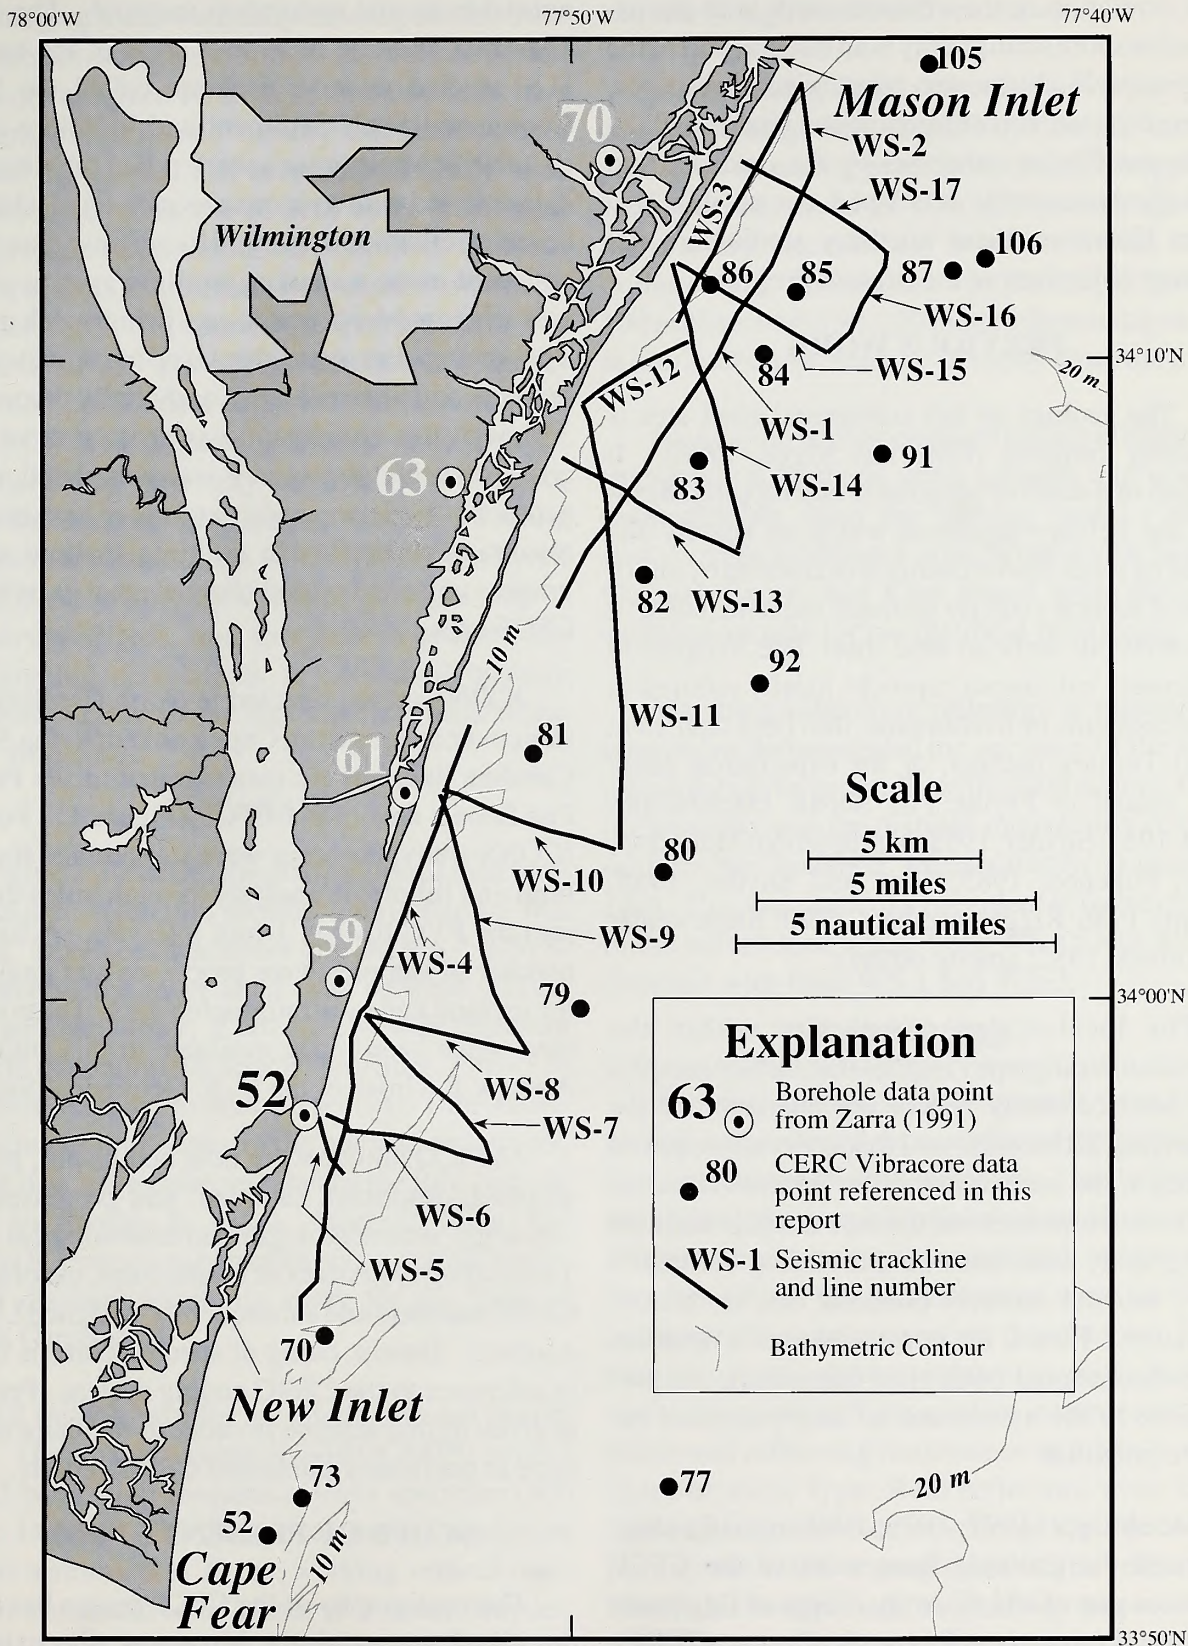 78°00'W
77°50'W
77°40'W
105
Mason Inlet
70
WS-2
WS-17
WS-3
Wilmington
106
87
86
85
WS-16
34°10'N
84
WS-15
20 m
WS-12
WS-1
91
63
83
WS-14
82
WS-13
10 m
92
WS-11
81
61
Scale
5 km
80
WS-10
5 miles
5 nautical miles
59
WS-9
WS-4
79
34°00'N
Explanation
52
WS-8
63
Borehole data point
from Zarra (1991)
WS-7
80
CERC Vibracore data
point referenced in this
report
WS-6
WS-1
Seismic trackline
and line number
WS-5
70
Bathymetric Contour
New Inlet
73
77
20 m
52
10 m
Cape
Fear
33°50'N